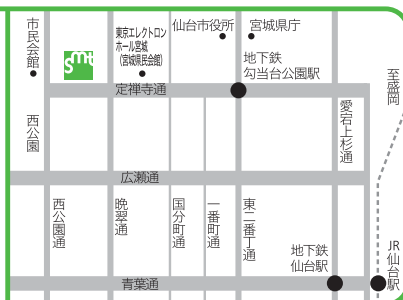 市民会館
smt
東京エレクトロン
ホール宮城
(宮城県民会館)
仙台市役所
宮城県庁
地下鉄
勾当台公園駅
至盛岡
定禅寺通
西公園
愛宕上杉通
広瀬通
西公園通
晩翠通
国分町通
一番町通
東二番丁通
地下鉄
仙台駅
JR仙台駅
青葉通